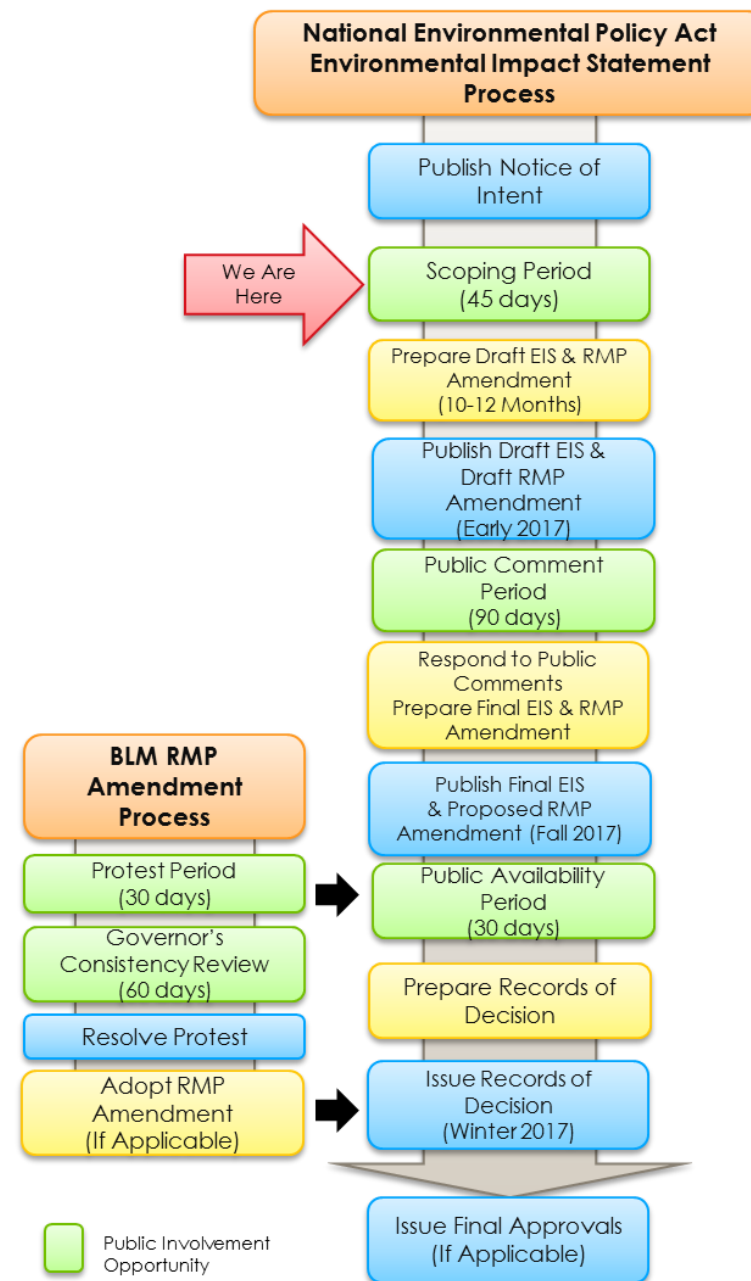 National Environmental Policy Act
Environmental Impact Statement
Process
Publish Notice of
Intent
We Are
Here
Scoping Period
(45 days)
Prepare Draft EIS & RMP
Amendment
(10-12 Months)
Publish Draft EIS &
Draft RMP
Amendment
(Early 2017)
Public Comment
Period
(90 days)
Respond to Public
Comments
Prepare Final EIS & RMP
Amendment
Publish Final EIS
& Proposed RMP
Amendment (Fall 2017)
Public Availability
Period
(30 days)
Prepare Records of
Decision
Issue Records of
Decision
(Winter 2017)
Issue Final Approvals
(If Applicable)
BLM RMP
Amendment
Process
Protest Period
(30 days)
Governor's
Consistency Review
(60 days)
Resolve Protest
Adopt RMP
Amendment
(If Applicable)
Public Involvement
Opportunity